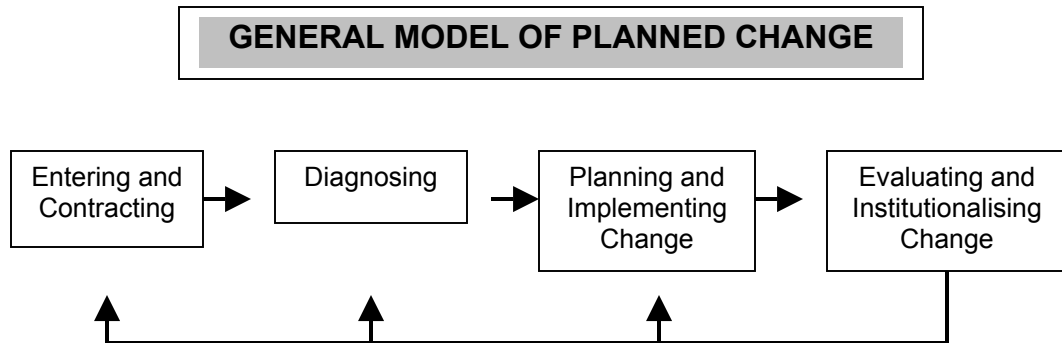 GENERAL MODEL OF PLANNED CHANGE
Entering and
Contracting
Diagnosing
Planning and
Implementing
Change
Evaluating and
Institutionalising
Change